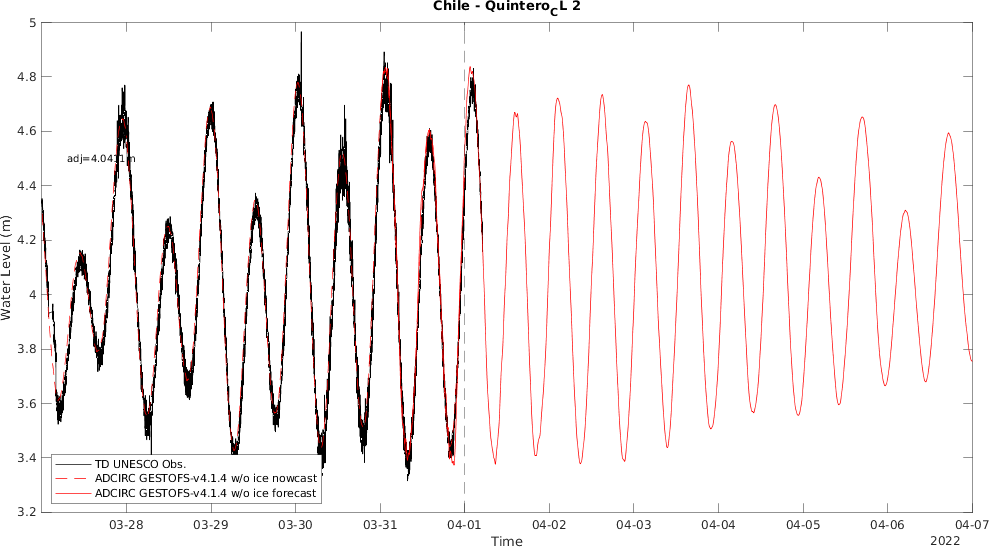 Chile - Quintero_CL 2
Water Level (m)
5
4.8
4.6
4.4
4.2
4
3.8
3.6
3.4
3.2
adj=4.0411m
TD UNESCO Obs.
ADCIRC GESTOFS-v4.1.4 w/o ice nowcast
ADCIRC GESTOFS-v4.1.4 w/o ice forecast
03-28 03-29 03-30 03-31 04-01 04-02 04-03 04-04 04-05 04-06 04-07
Time
2022